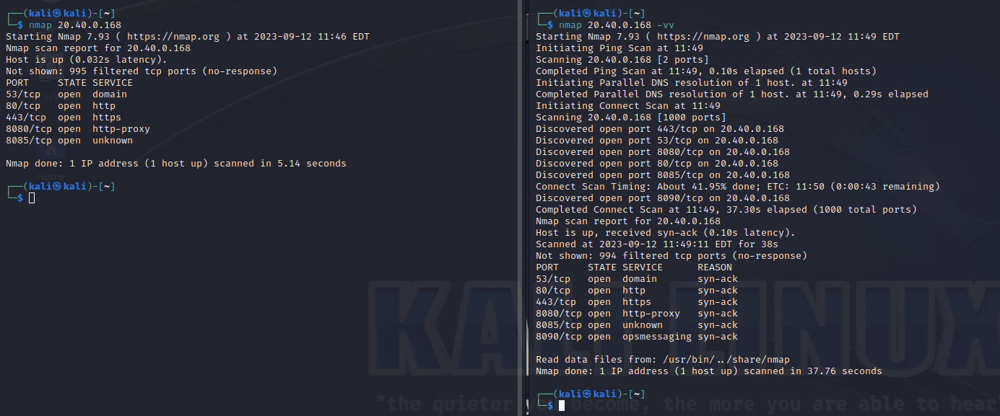 ┌──(kali㉿kali)-[~]
└─$ nmap 20.40.0.168
Starting Nmap 7.93 ( https://nmap.org ) at 2023-09-12 11:46 EDT
Nmap scan report for 20.40.0.168
Host is up (0.032s latency).
Not shown: 995 filtered tcp ports (no-response)
PORT     STATE SERVICE
53/tcp   open  domain
80/tcp   open  http
443/tcp  open  https
8080/tcp open  http-proxy
8085/tcp open  unknown
Nmap done: 1 IP address (1 host up) scanned in 5.14 seconds
Home
┌──(kali㉿kali)-[~]
└─$
┌──(kali㉿kali)-[~]
└─$ nmap 20.40.0.168 -vv
Starting Nmap 7.93 ( https://nmap.org ) at 2023-09-12 11:49 EDT
Initiating Ping Scan at 11:49
Scanning 20.40.0.168 [2 ports]
Completed Ping Scan at 11:49, 0.10s elapsed (1 total hosts)
Initiating Parallel DNS resolution of 1 host. at 11:49
Completed Parallel DNS resolution of 1 host. at 11:49, 0.29s elapsed
Initiating Connect Scan at 11:49
Scanning 20.40.0.168 [1000 ports]
Discovered open port 443/tcp on 20.40.0.168
Discovered open port 53/tcp on 20.40.0.168
Discovered open port 8080/tcp on 20.40.0.168
Discovered open port 80/tcp on 20.40.0.168
Discovered open port 8085/tcp on 20.40.0.168
Connect Scan Timing: About 41.95% done; ETC: 11:50 (0:00:43 remaining)
Discovered open port 8090/tcp on 20.40.0.168
Completed Connect Scan at 11:49, 37.30s elapsed (1000 total ports)
Nmap scan report for 20.40.0.168
Host is up, received syn-ack (0.10s latency).
Scanned at 2023-09-12 11:49:11 EDT for 38s
Not shown: 994 filtered tcp ports (no-response)
PORT     STATE SERVICE      REASON
53/tcp   open  domain       syn-ack
80/tcp   open  http         syn-ack
443/tcp  open  https        syn-ack
8080/tcp open  http-proxy   syn-ack
8085/tcp open  unknown      syn-ack
8090/tcp open  opsmessaging syn-ack
Read data files from: /usr/bin/../share/nmap
Nmap done: 1 IP address (1 host up) scanned in 37.76 seconds
┌──(kali㉿kali)-[~]
└─$
KALI LINUX
"the quieter you become, the more you are able to hear"